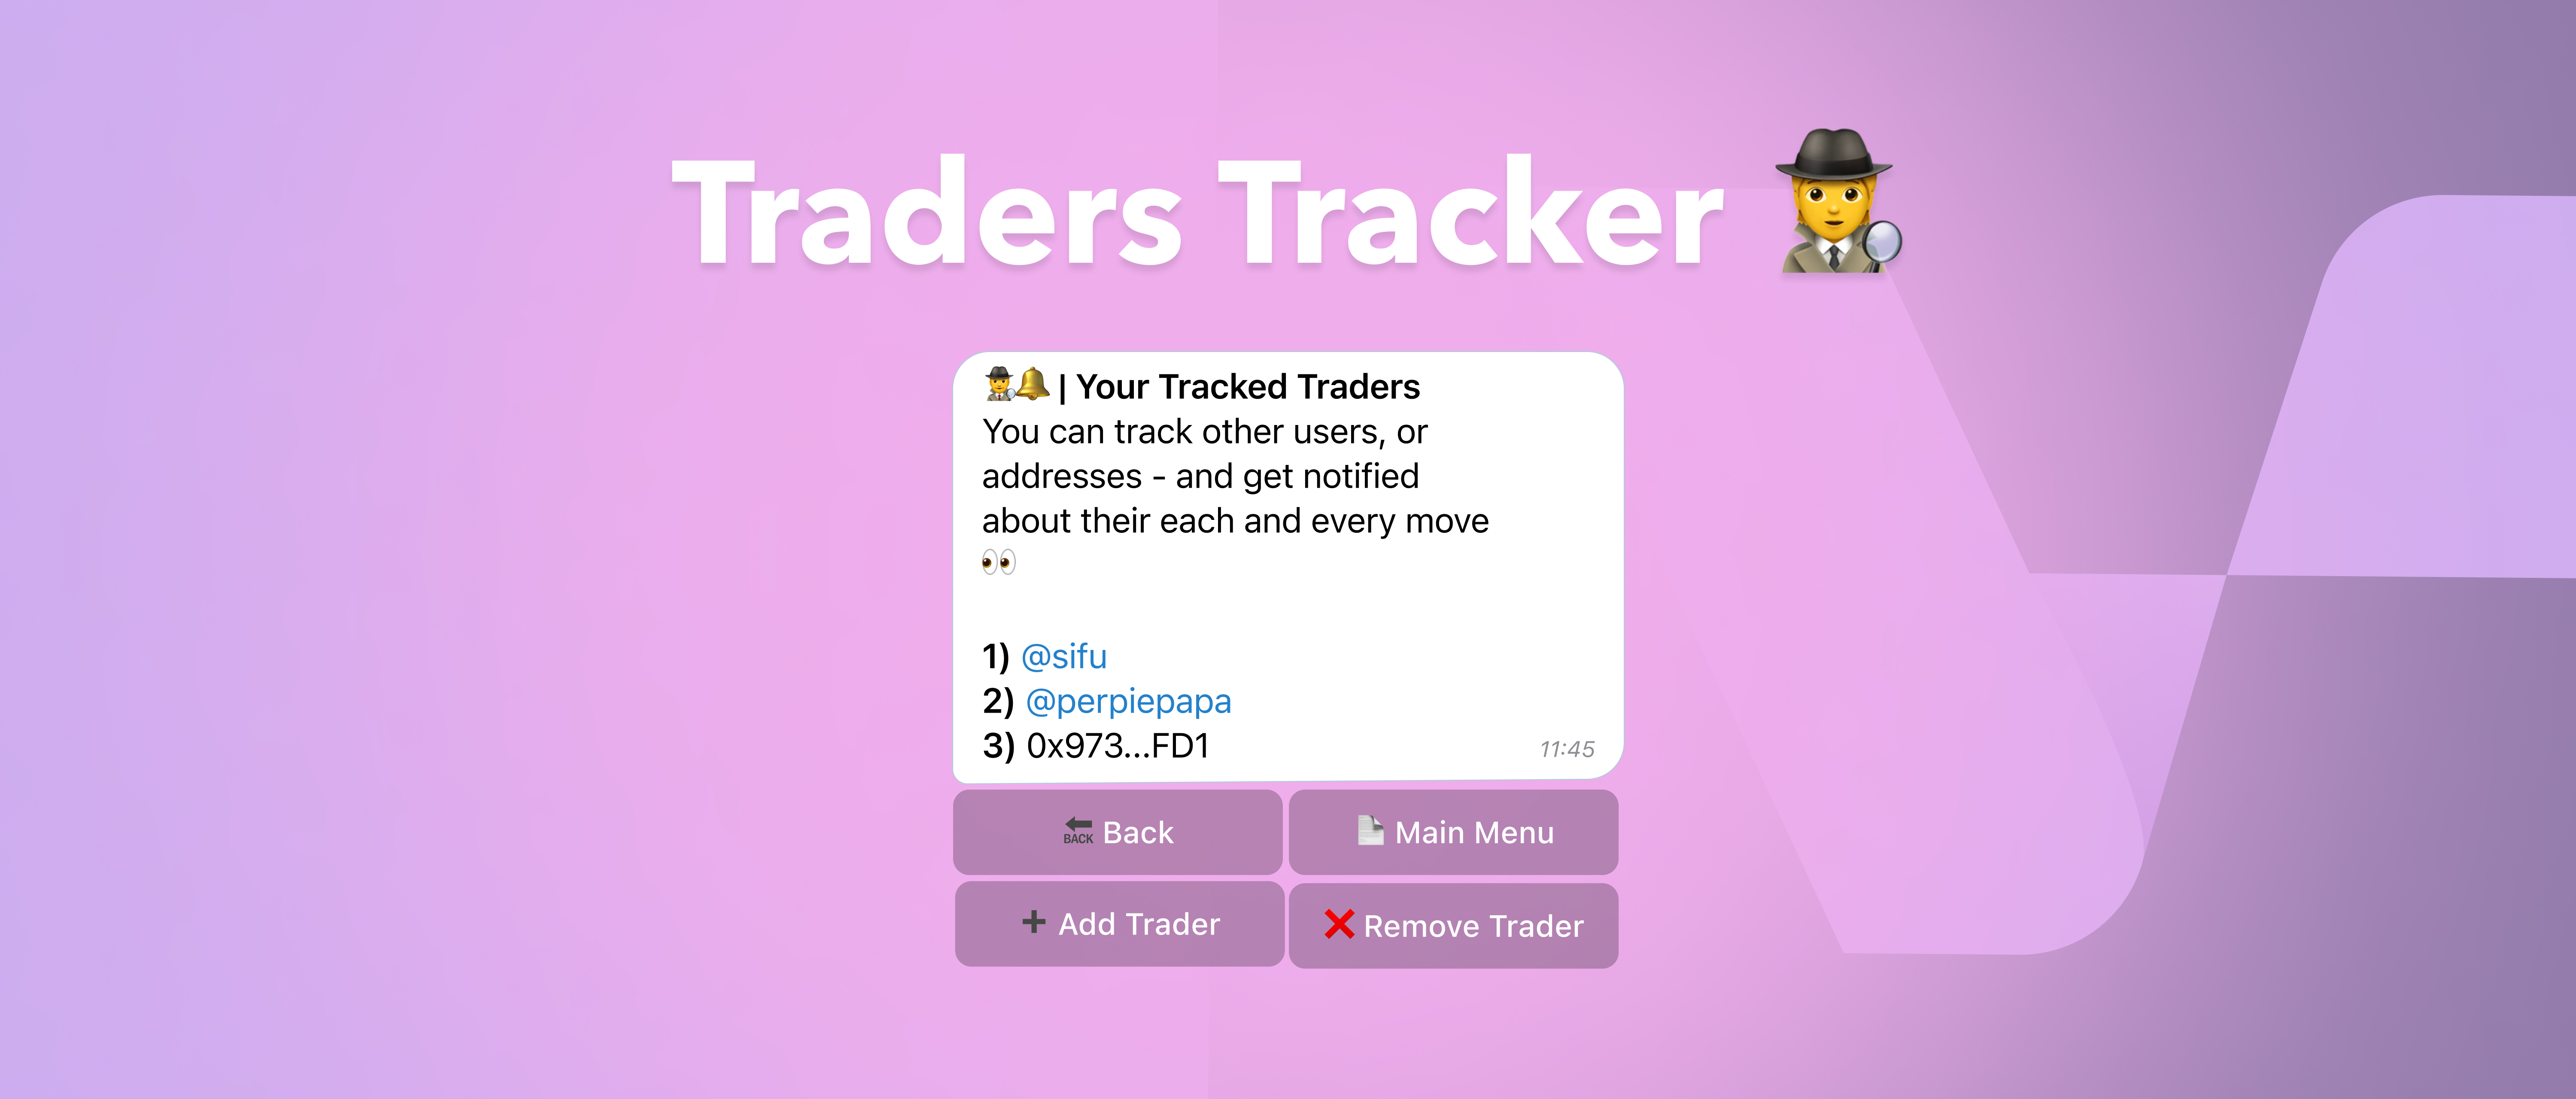 Traders Tracker 🕵️
🕵️🔔 | Your Tracked Traders
You can track other users, or
addresses - and get notified
about their each and every move
👀
1) @sifu
2) @perpiepapa
3) 0x973...FD1
11:45
🔙 Back
📄 Main Menu
➕ Add Trader
❌ Remove Trader